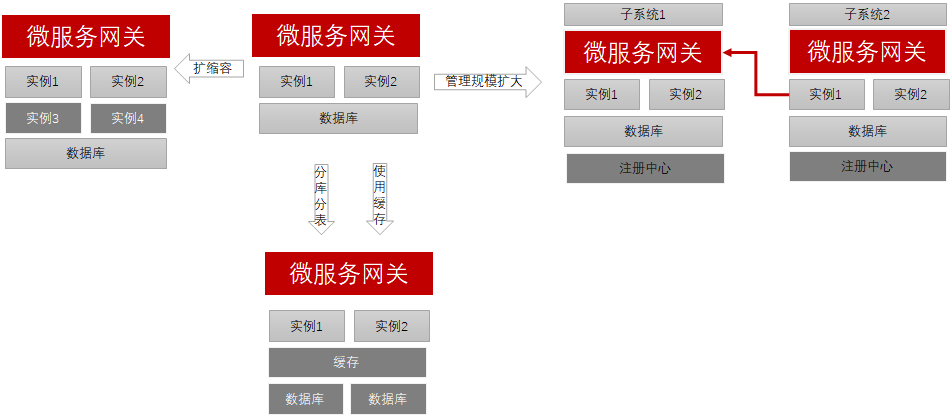 微服务网关
实例1
实例2
实例3
实例4
数据库
扩缩容
微服务网关
实例1
实例2
数据库
管理规模扩大
子系统1
微服务网关
实例1
实例2
数据库
注册中心
子系统2
微服务网关
实例1
实例2
数据库
注册中心
分库分表
使用缓存
微服务网关
实例1
实例2
缓存
数据库
数据库